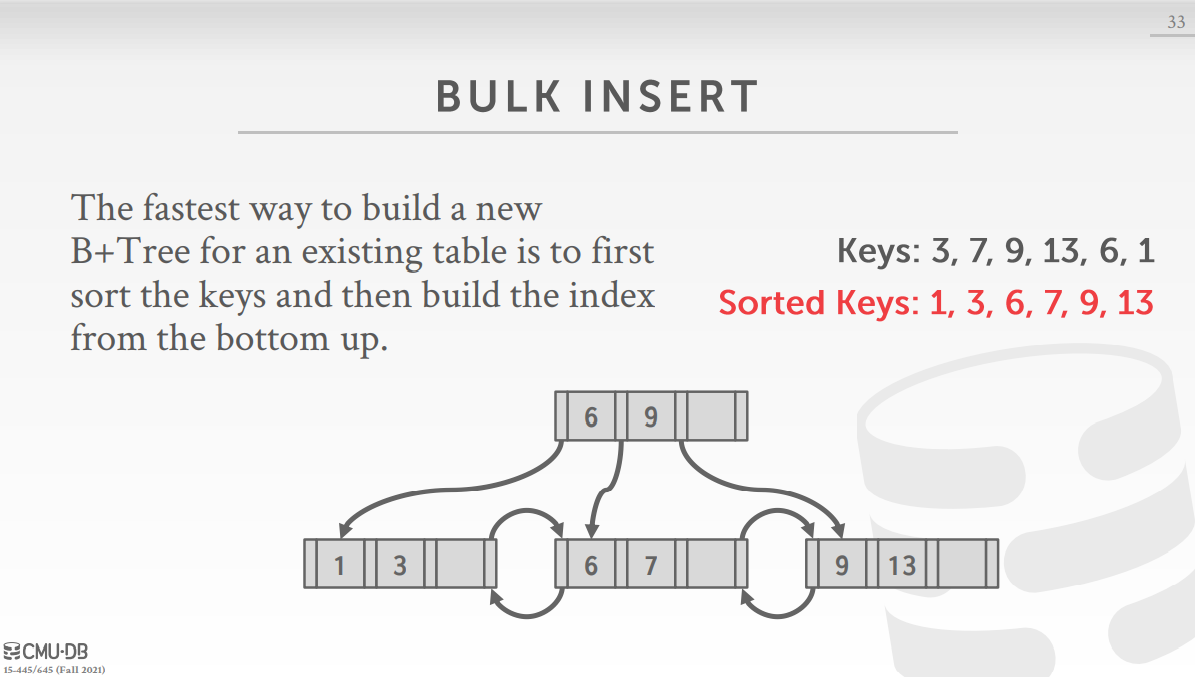 33
BULK INSERT
The fastest way to build a new
B+Tree for an existing table is to first
sort the keys and then build the index
from the bottom up.
Keys: 3, 7, 9, 13, 6, 1
Sorted Keys: 1, 3, 6, 7, 9, 13
6 9
1 3 6 7 9 13
CMU·DB
15-445/645 (Fall 2021)